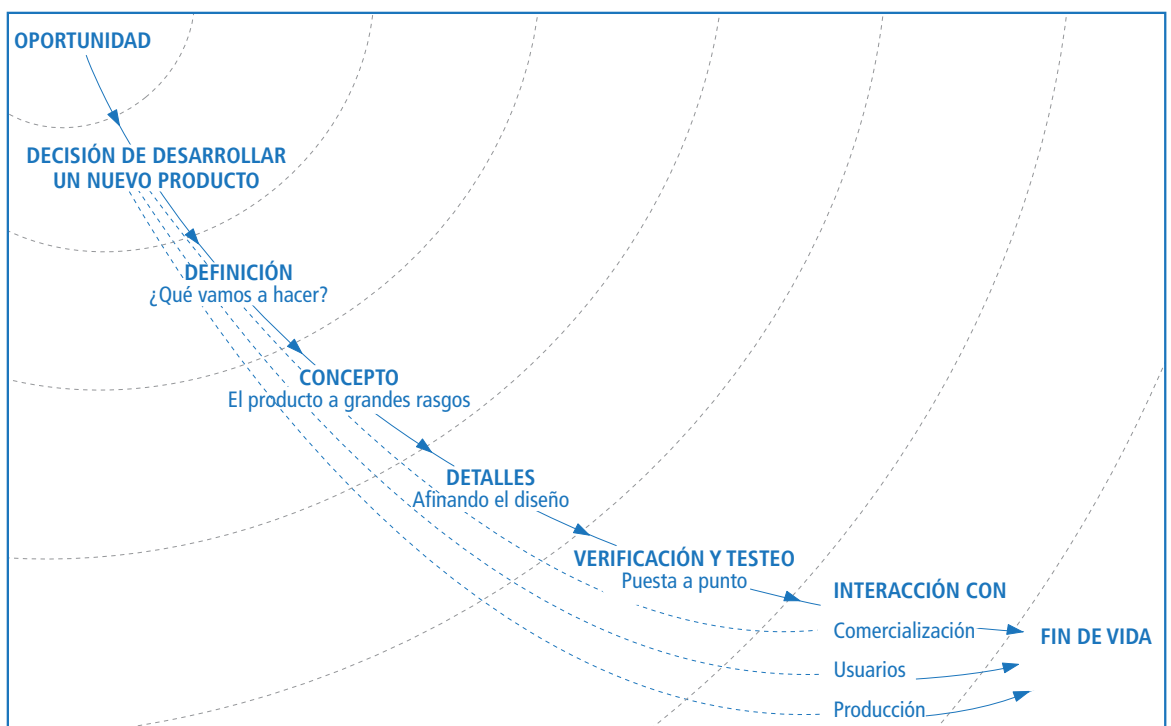 OPORTUNIDAD
DECISIÓN DE DESARROLLAR
UN NUEVO PRODUCTO
DEFINICIÓN
¿Qué vamos a hacer?
CONCEPTO
El producto a grandes rasgos
DETALLES
Afinando el diseño
VERIFICACIÓN Y TESTEO
Puesta a punto
INTERACCIÓN CON
Comercialización
Usuarios
Producción
FIN DE VIDA